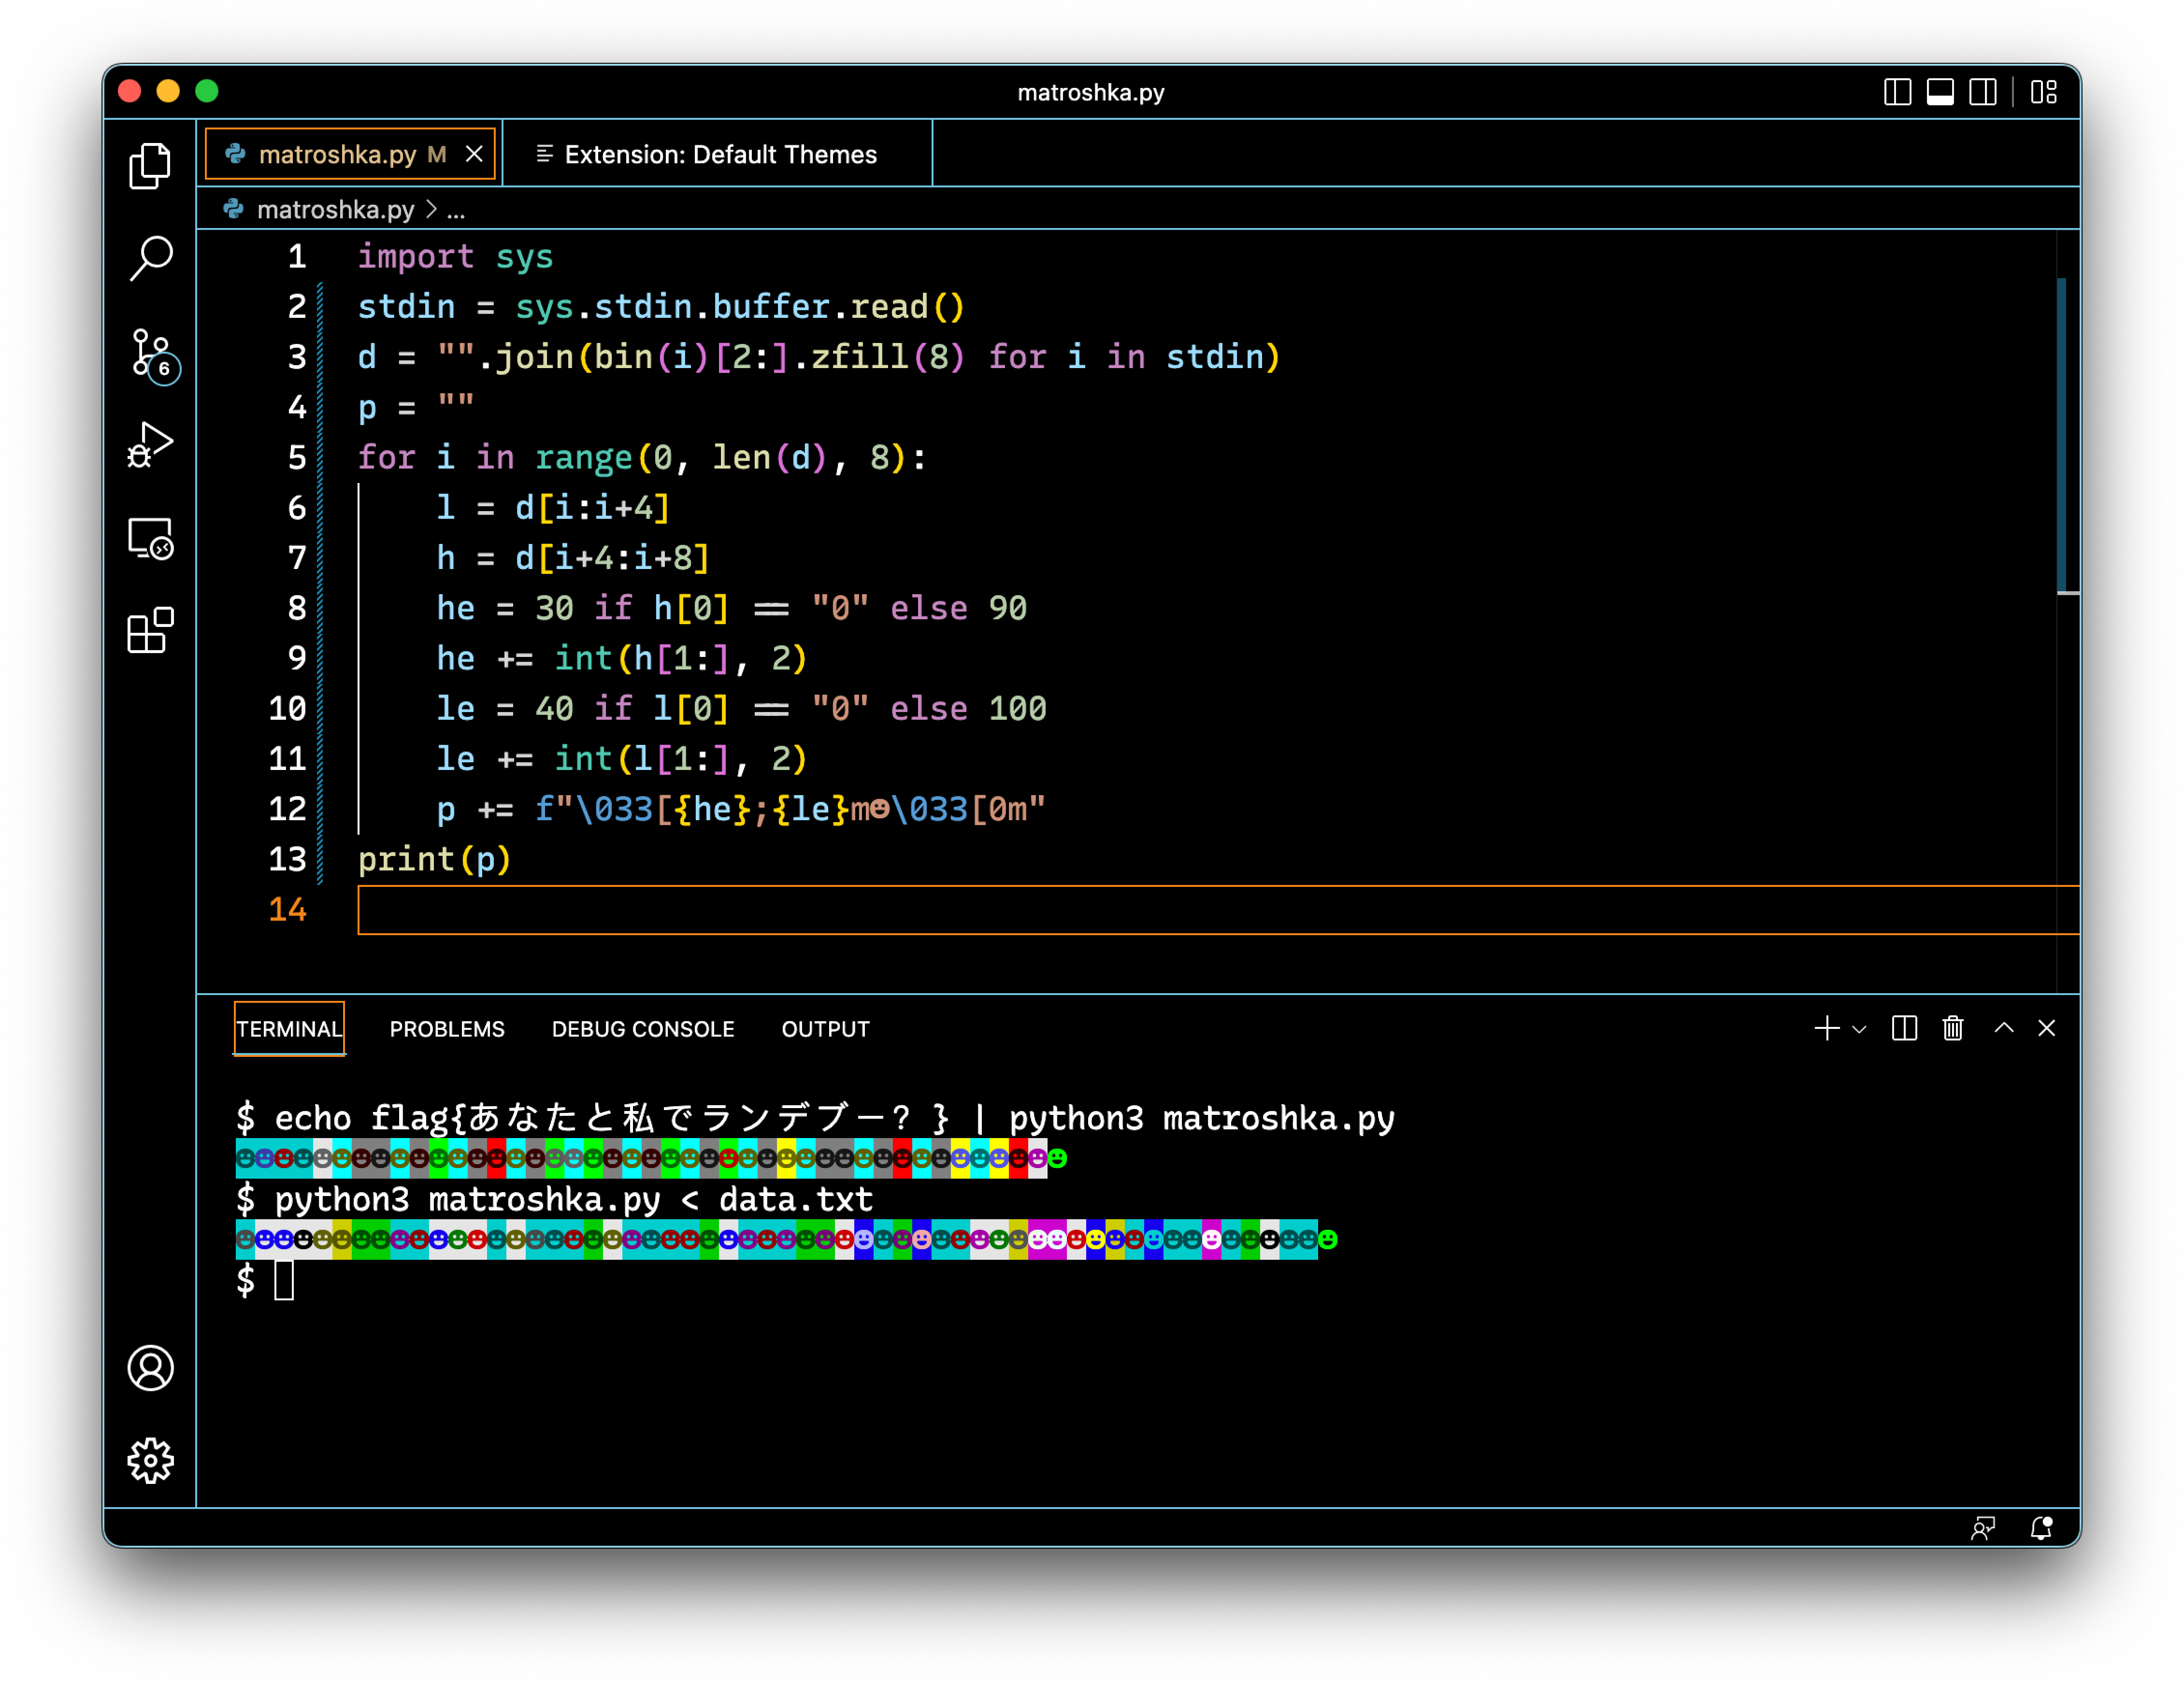 matroshka.py
matroshka.py M
Extension: Default Themes
matroshka.py > ...
6
1 import sys
2 stdin = sys.stdin.buffer.read()
3 d = "".join(bin(i)[2:].zfill(8) for i in stdin)
4 p = ""
5 for i in range(0, len(d), 8):
6     l = d[i:i+4]
7     h = d[i+4:i+8]
8     he = 30 if h[0] == "0" else 90
9     he += int(h[1:], 2)
10     le = 40 if l[0] == "0" else 100
11     le += int(l[1:], 2)
12     p += f"\033[{he};{le}m☻\033[0m"
13 print(p)
14
TERMINAL PROBLEMS DEBUG CONSOLE OUTPUT
$ echo flag{あなたと私でランデブー？} | python3 matroshka.py
$ python3 matroshka.py < data.txt
$